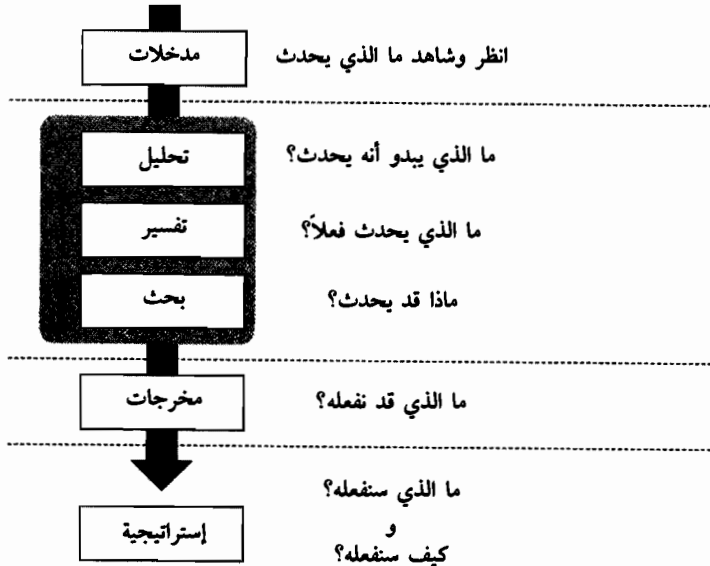 مدخلات
انظر وشاهد ما الذي يحدث
تحليل
ما الذي يبدو أنه يحدث؟
تفسير
ما الذي يحدث فعلاً؟
بحث
ماذا قد يحدث؟
مخرجات
ما الذي قد نفعله؟
إستراتيجية
ما الذي سنفعله؟
و
كيف سنفعله؟